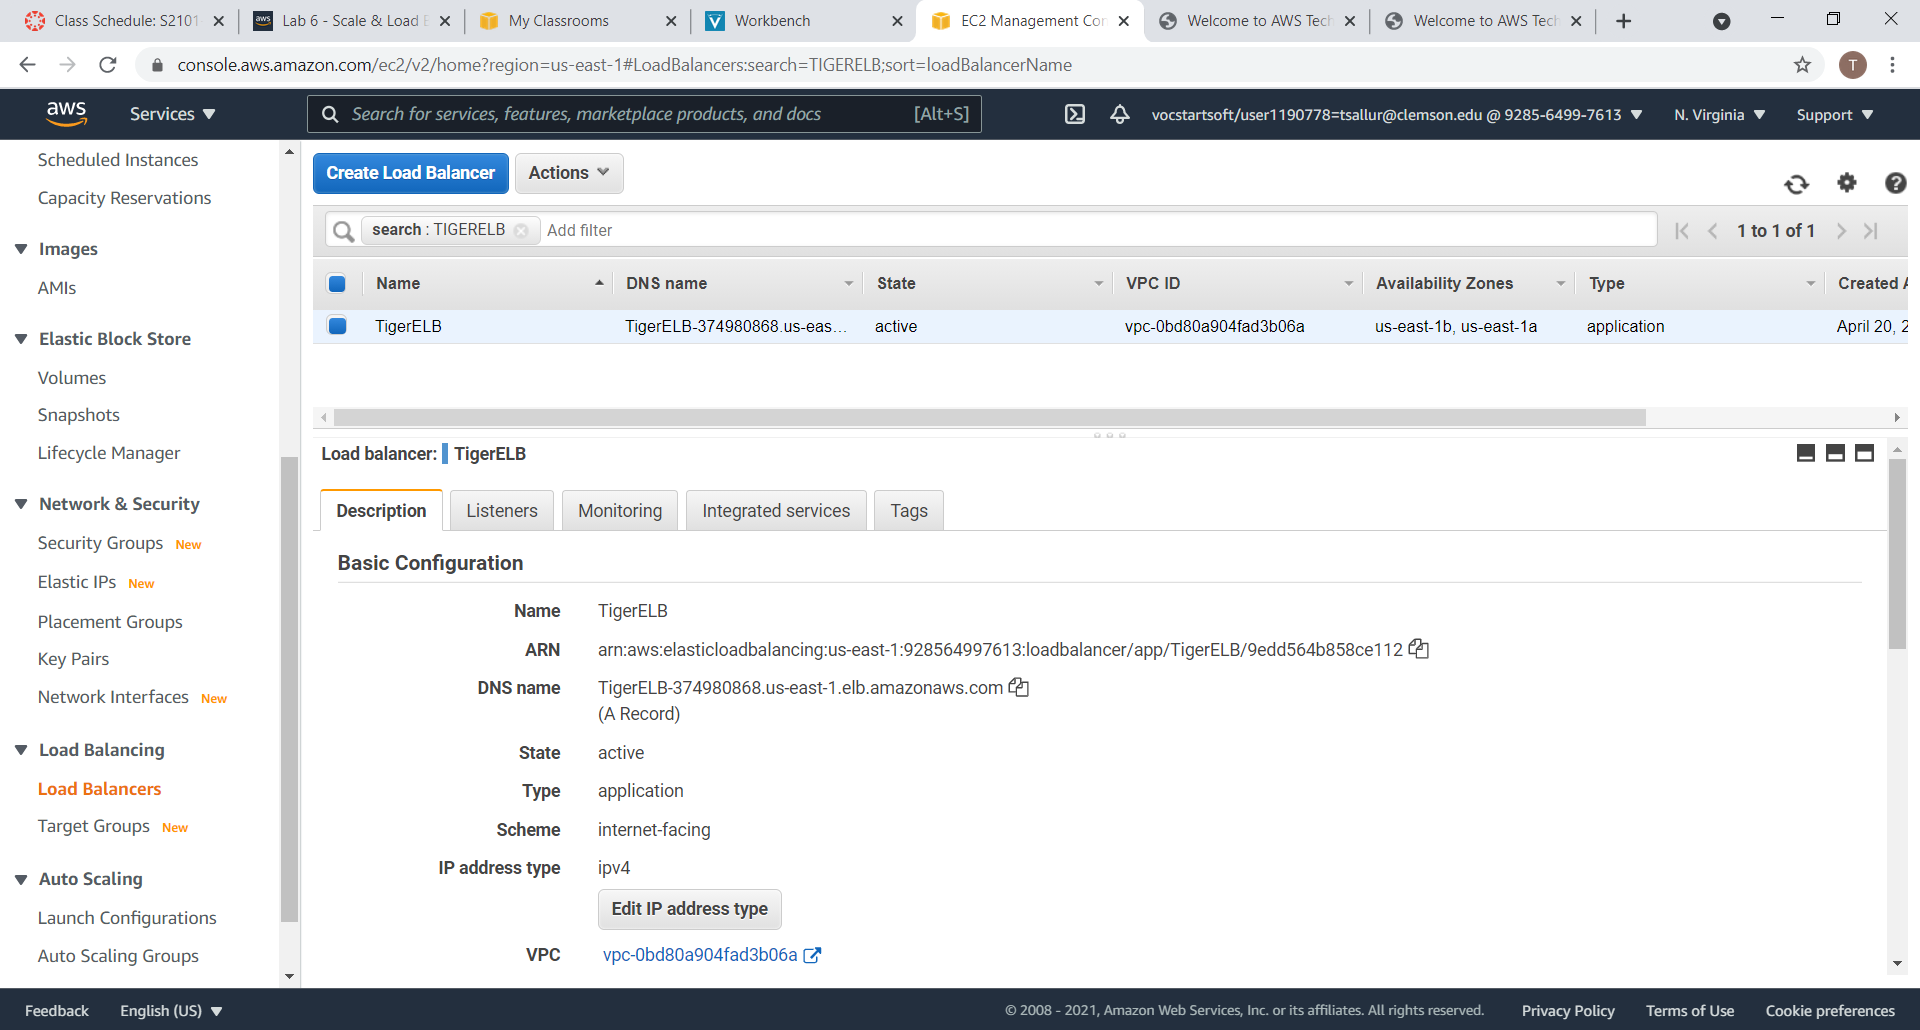 Class Schedule: S2101
Lab 6 - Scale & Load B
My Classrooms
Workbench
EC2 Management Con
Welcome to AWS Tech
Welcome to AWS Tech
console.aws.amazon.com/ec2/v2/home?region=us-east-1#LoadBalancers:search=TIGERELB;sort=loadBalancerName
T
aws
Services
Search for services, features, marketplace products, and docs
[Alt+S]
vocstartsoft/user1190778=tsallur@clemson.edu @ 9285-6499-7613
N. Virginia
Support
Scheduled Instances
Capacity Reservations
Images
AMIs
Elastic Block Store
Volumes
Snapshots
Lifecycle Manager
Network & Security
Security Groups New
Elastic IPs New
Placement Groups
Key Pairs
Network Interfaces New
Load Balancing
Load Balancers
Target Groups New
Auto Scaling
Launch Configurations
Auto Scaling Groups
Create Load Balancer
Actions
search : TIGERELB
Add filter
1 to 1 of 1
Name DNS name State VPC ID Availability Zones Type Created A
TigerELB TigerELB-374980868.us-eas... active vpc-0bd80a904fad3b06a us-east-1b, us-east-1a application April 20, 2
Load balancer: TigerELB
Description Listeners Monitoring Integrated services Tags
Basic Configuration
Name TigerELB
ARN arn:aws:elasticloadbalancing:us-east-1:928564997613:loadbalancer/app/TigerELB/9edd564b858ce112
DNS name TigerELB-374980868.us-east-1.elb.amazonaws.com
(A Record)
State active
Type application
Scheme internet-facing
IP address type ipv4
Edit IP address type
VPC vpc-0bd80a904fad3b06a
Feedback
English (US)
© 2008 - 2021, Amazon Web Services, Inc. or its affiliates. All rights reserved.
Privacy Policy
Terms of Use
Cookie preferences